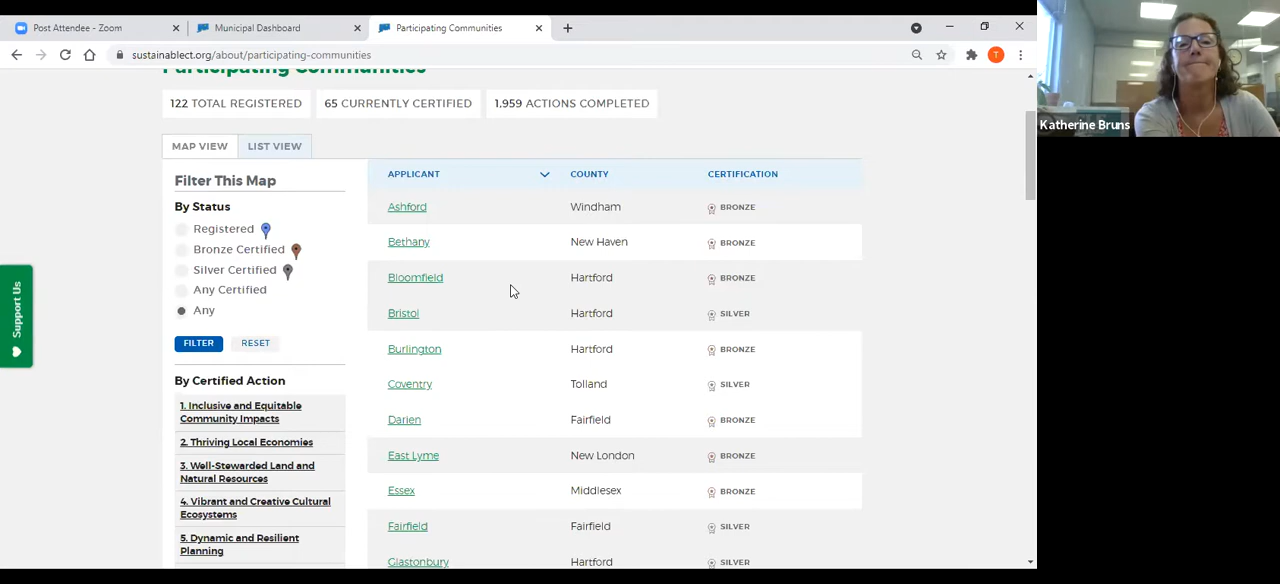 Post Attendee - Zoom
Municipal Dashboard
Participating Communities
sustainablect.org/about/participating-communities
Participating Communities
122 TOTAL REGISTERED
65 CURRENTLY CERTIFIED
1,959 ACTIONS COMPLETED
MAP VIEW
LIST VIEW
Filter This Map
By Status
Registered
Bronze Certified
Silver Certified
Any Certified
Any
FILTER
RESET
By Certified Action
1. Inclusive and Equitable
Community Impacts
2. Thriving Local Economies
3. Well-Stewarded Land and
Natural Resources
4. Vibrant and Creative Cultural
Ecosystems
5. Dynamic and Resilient
Planning
APPLICANT COUNTY CERTIFICATION
Ashford Windham BRONZE
Bethany New Haven BRONZE
Bloomfield Hartford BRONZE
Bristol Hartford SILVER
Burlington Hartford BRONZE
Coventry Tolland SILVER
Darien Fairfield BRONZE
East Lyme New London BRONZE
Essex Middlesex BRONZE
Fairfield Fairfield SILVER
Glastonbury Hartford SILVER
Support Us
T
Katherine Bruns